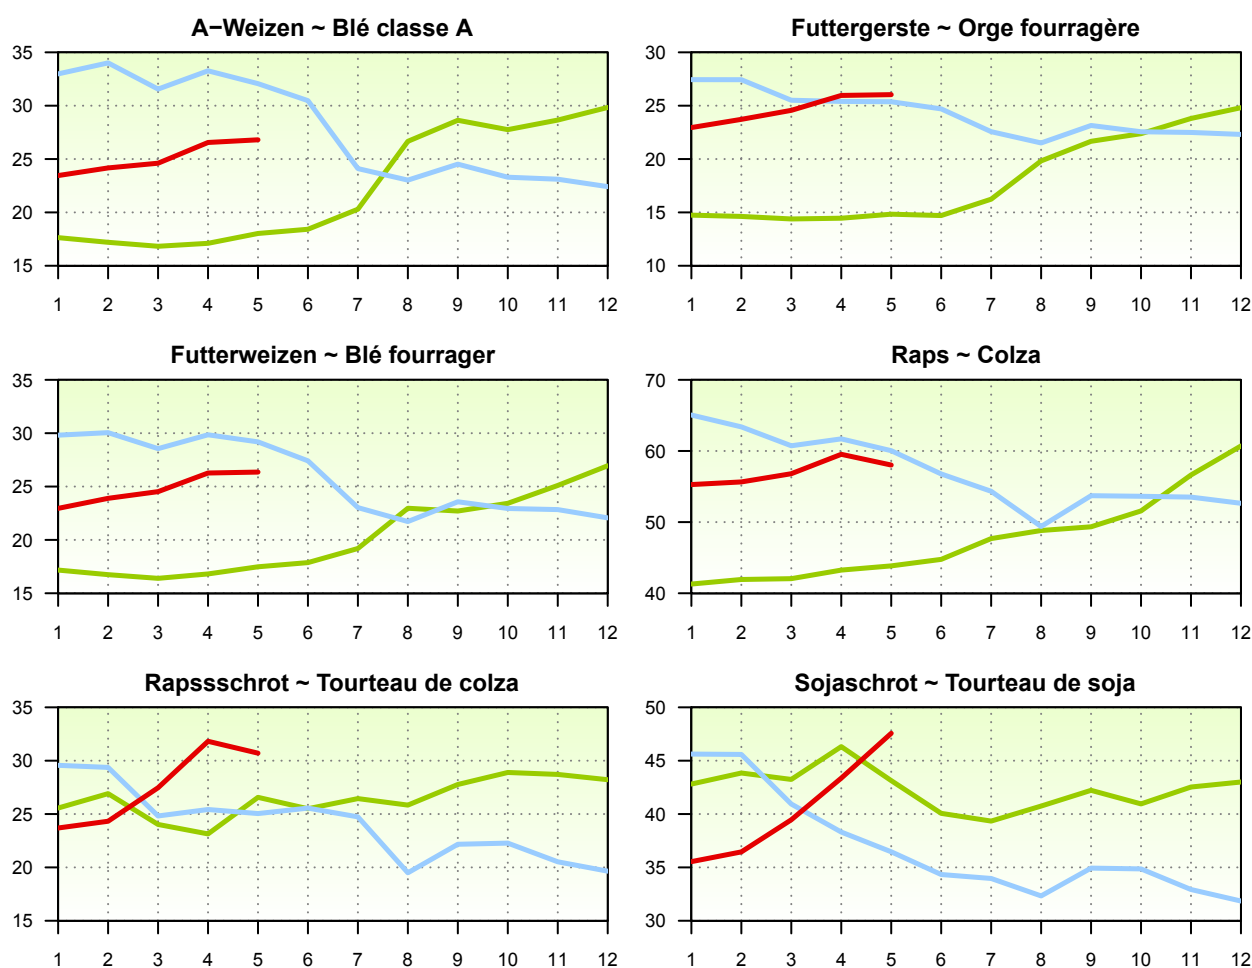 A−Weizen ~ Blé classe A
35
30
25
20
15
1 2 3 4 5 6 7 8 9 10 11 12
Futtergerste ~ Orge fourragère
30
25
20
15
10
1 2 3 4 5 6 7 8 9 10 11 12
Futterweizen ~ Blé fourrager
35
30
25
20
15
1 2 3 4 5 6 7 8 9 10 11 12
Raps ~ Colza
70
60
50
40
1 2 3 4 5 6 7 8 9 10 11 12
Rapssschrot ~ Tourteau de colza
35
30
25
20
15
1 2 3 4 5 6 7 8 9 10 11 12
Sojaschrot ~ Tourteau de soja
50
45
40
35
30
1 2 3 4 5 6 7 8 9 10 11 12